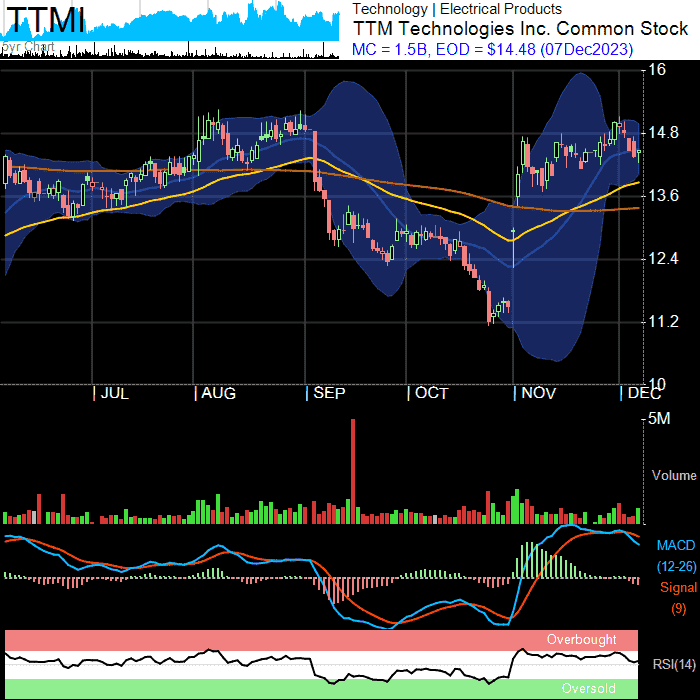 TTMI
5yr Chart
Technology | Electrical Products
TTM Technologies Inc. Common Stock
MC = 1.5B, EOD = $14.48 (07Dec2023)
16
14.8
13.6
12.4
11.2
10
| JUL | AUG | SEP | OCT | NOV | DEC
5M
Volume
MACD
(12-26)
Signal
(9)
Overbought
RSI(14)
Oversold